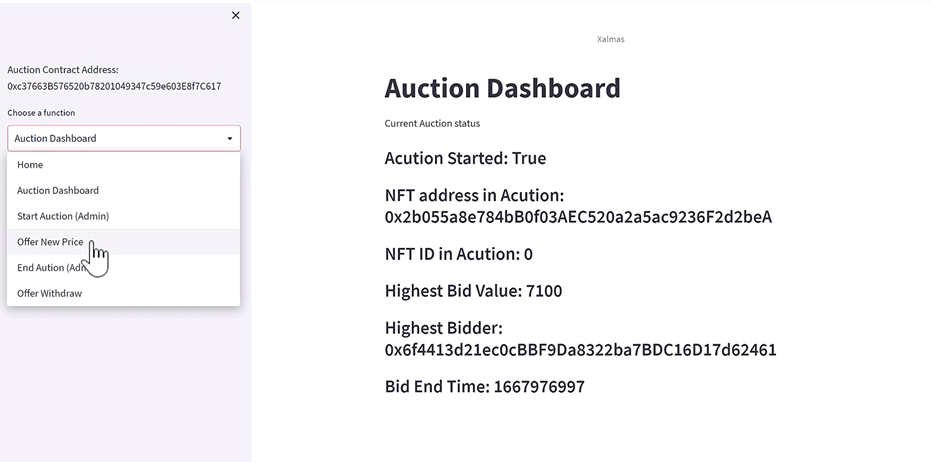 Auction Contract Address:
0xc37663B576520b78201049347c59e603E8f7C617
Choose a function
Auction Dashboard
Home
Auction Dashboard
Start Auction (Admin)
Offer New Price
End Aution (Adm
Offer Withdraw
Xalmas
Auction Dashboard
Current Auction status
Acution Started: True
NFT address in Acution:
0x2b055a8e784bB0f03AEC520a2a5ac9236F2d2beA
NFT ID in Acution: 0
Highest Bid Value: 7100
Highest Bidder:
0x6f4413d21ec0cBBF9Da8322ba7BDC16D17d62461
Bid End Time: 1667976997